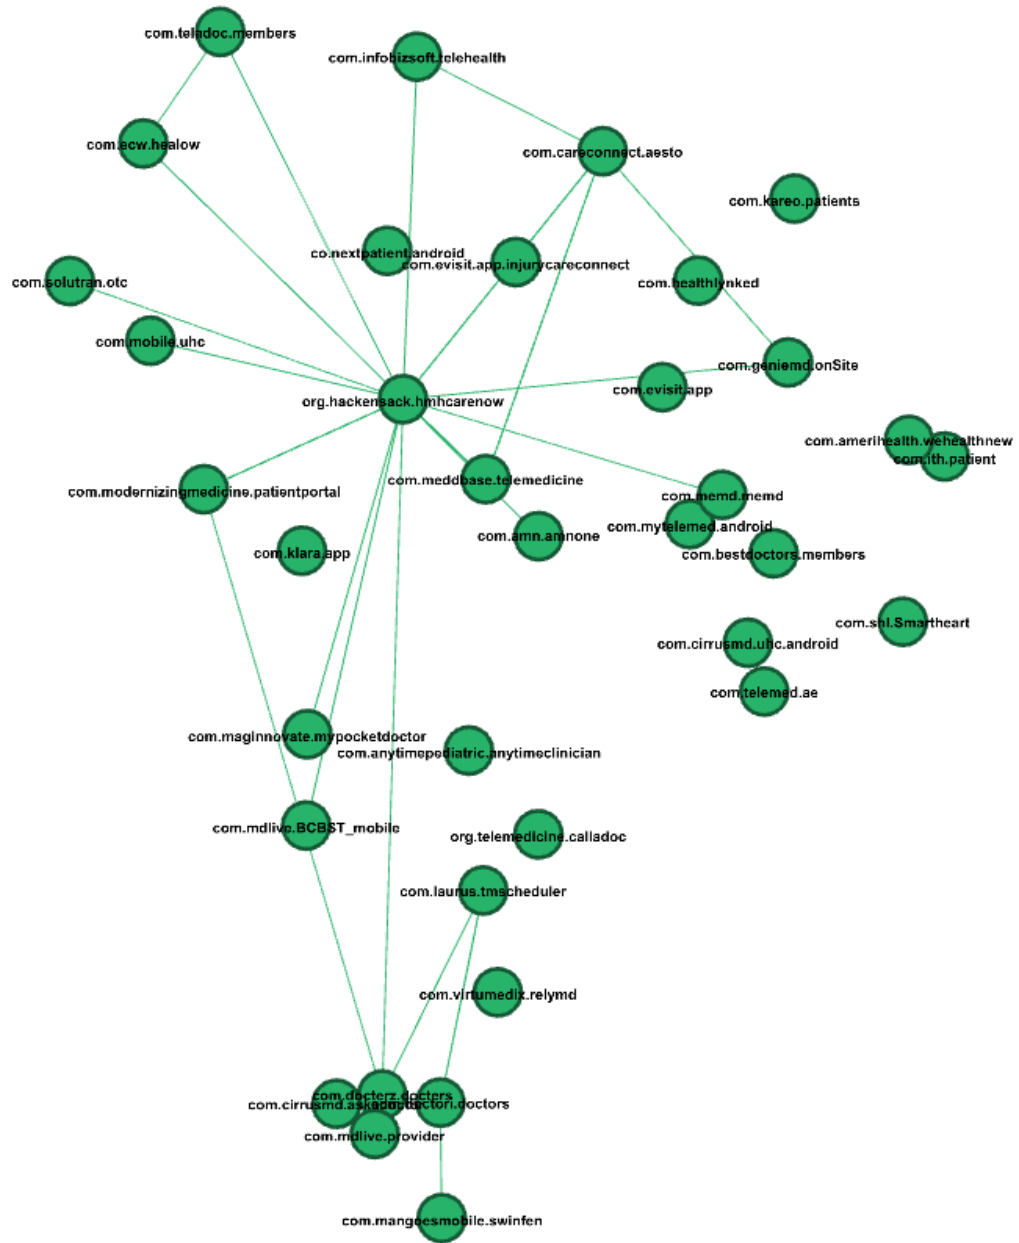 com.teladoc.members
com.infobizsoft.telehealth
com.ecw.healow
com.careconnect.aesto
com.kareo.patients
co.nextpatient.android
com.evisit.app.injurycareconnect
com.solutran.otc
com.healthlynked
com.mobile.uhc
com.geniemd.onSite
com.evisit.app
org.hackensack.hmhcarenow
com.amerihealth.wehealthnew
com.ith.patient
com.meddbase.telemedicine
com.modernizingmedicine.patientportal
com.memd.memd
com.mytelemed.android
com.amn.amnone
com.klara.app
com.bestdoctors.members
com.shl.Smartheart
com.cirrusmd.uhc.android
com.telemed.ae
com.maginnovate.mypocketdoctor
com.anytimepediatric.anytimeclinician
com.mdlive.BCBST_mobile
org.telemedicine.calladoc
com.laurus.tmscheduler
com.virtumedix.relymd
com.docterz.docters
com.mdlive.provider
com.mangoesmobile.swinfen